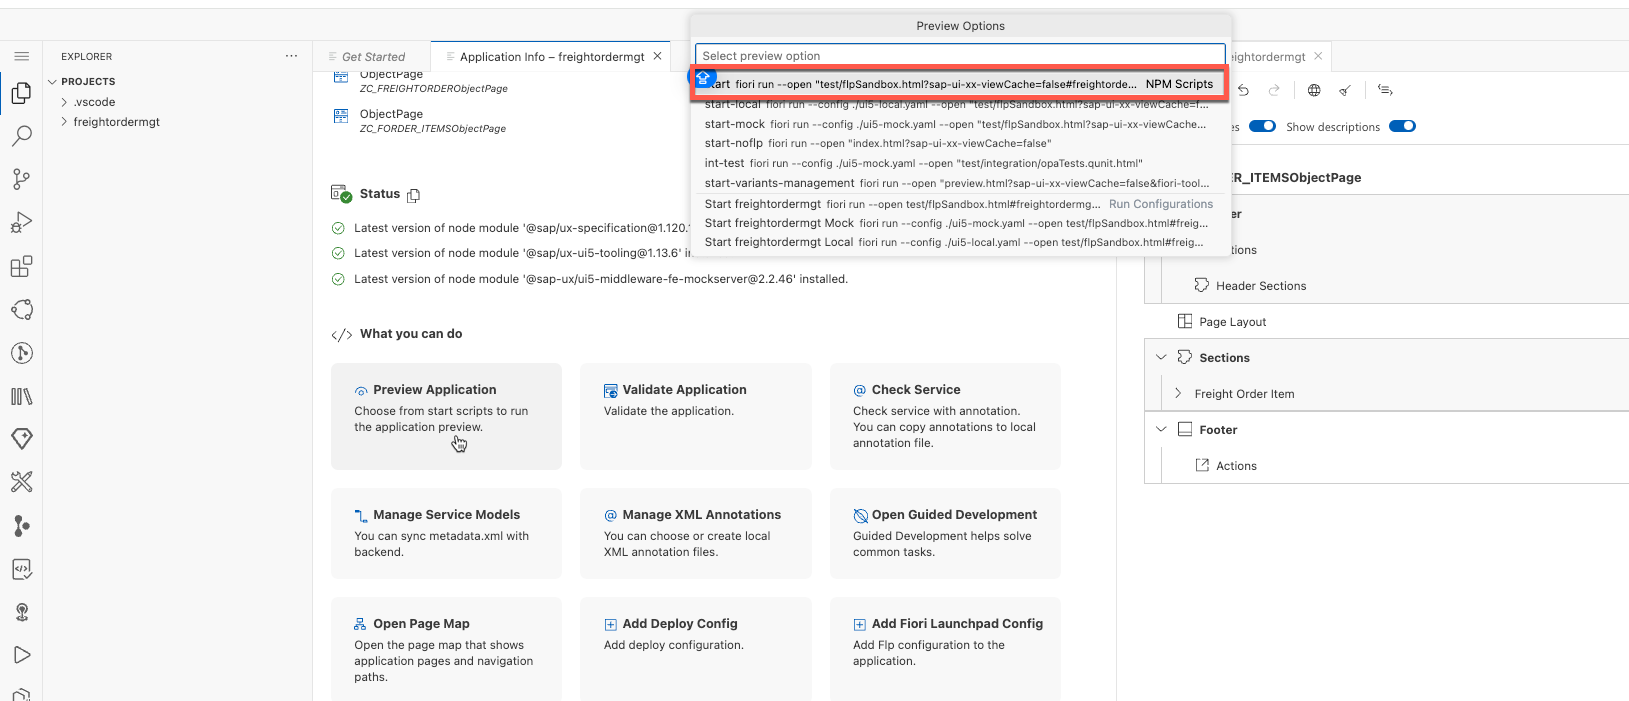 Preview Options
Select preview option
start fiori run --open "test/flpSandbox.html?sap-ui-xx-viewCache=false#freightorde... NPM Scripts
start-local fiori run --config ./ui5-local.yaml --open "test/flpSandbox.html?sap-ui-xx-viewCache=f...
start-mock fiori run --config ./ui5-mock.yaml --open "test/flpSandbox.html?sap-ui-xx-viewCache...
start-noflp fiori run --open "index.html?sap-ui-xx-viewCache=false"
int-test fiori run --config ./ui5-mock.yaml --open "test/integration/opaTests.qunit.html"
start-variants-management fiori run --open "preview.html?sap-ui-xx-viewCache=false&fiori-tool...
Start freightordermgt fiori run --open test/flpSandbox.html#freightordermg... Run Configurations
Start freightordermgt Mock fiori run --config ./ui5-mock.yaml --open test/flpSandbox.html#freig...
Start freightordermgt Local fiori run --config ./ui5-local.yaml --open test/flpSandbox.html#freig...
EXPLORER
PROJECTS
.vscode
freightordermgt
Get Started
Application Info – freightordermgt
ObjectPage
ZC_FREIGHTORDERObjectPage
ObjectPage
ZC_FORDER_ITEMSObjectPage
Status
Latest version of node module '@sap/ux-specification@1.120.
Latest version of node module '@sap/ux-ui5-tooling@1.13.6' in
Latest version of node module '@sap-ux/ui5-middleware-fe-mockserver@2.2.46' installed.
What you can do
Preview Application
Choose from start scripts to run
the application preview.
Validate Application
Validate the application.
Check Service
Check service with annotation.
You can copy annotations to local
annotation file.
Manage Service Models
You can sync metadata.xml with
backend.
Manage XML Annotations
You can choose or create local
XML annotation files.
Open Guided Development
Guided Development helps solve
common tasks.
Open Page Map
Open the page map that shows
application pages and navigation
paths.
Add Deploy Config
Add deploy configuration.
Add Fiori Launchpad Config
Add Flp configuration to the
application.
eightordermgt
es
Show descriptions
ER_ITEMSObjectPage
er
tions
Header Sections
Page Layout
Sections
Freight Order Item
Footer
Actions